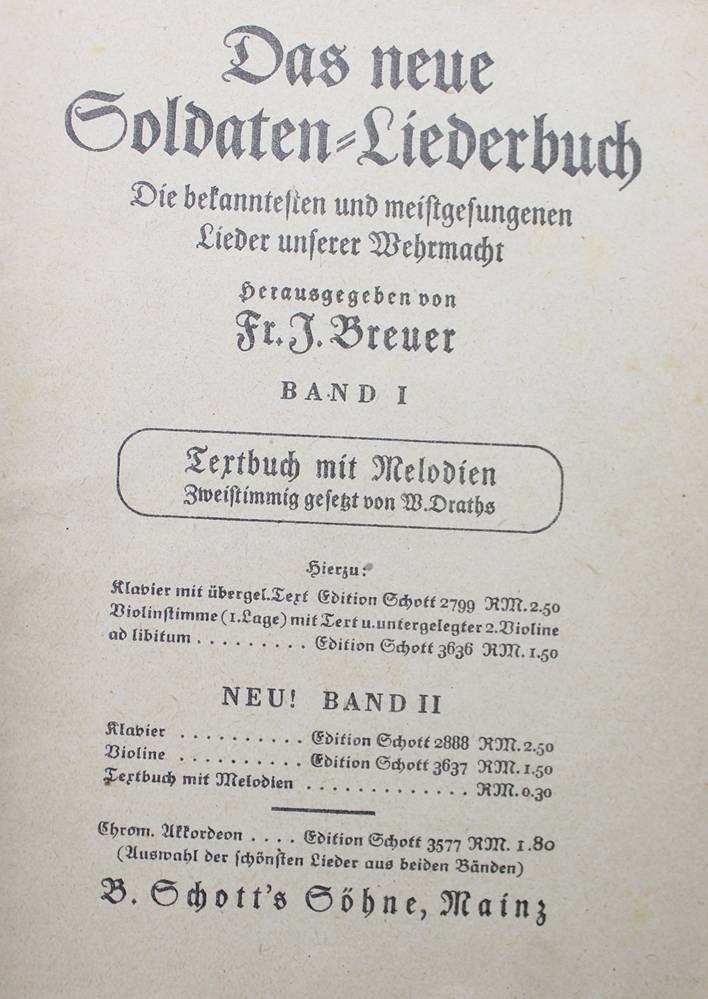 Das neue
Soldaten-Liederbuch
Die bekanntesten und meistgesungenen
Lieder unserer Wehrmacht
Herausgegeben von
Fr. J. Breuer
BAND I
Textbuch mit Melodien
Zweistimmig gesetzt von W. Draths
Hierzu:
Klavier mit übergel. Text Edition Schott 2799 RM. 2.50
Violinstimme (1. Lage) mit Text u. untergelegter 2. Violine
ad libitum . . . . . . . . . Edition Schott 3636 RM. 1.50
NEU! BAND II
Klavier . . . . . . . . . . Edition Schott 2888 RM. 2.50
Violine . . . . . . . . . . Edition Schott 3637 RM. 1.50
Textbuch mit Melodien . . . . . . . . . . . . . RM. 0.30
Chrom. Akkordeon . . . . Edition Schott 3577 RM. 1.80
(Auswahl der schönsten Lieder aus beiden Bänden)
B. Schott's Söhne, Mainz